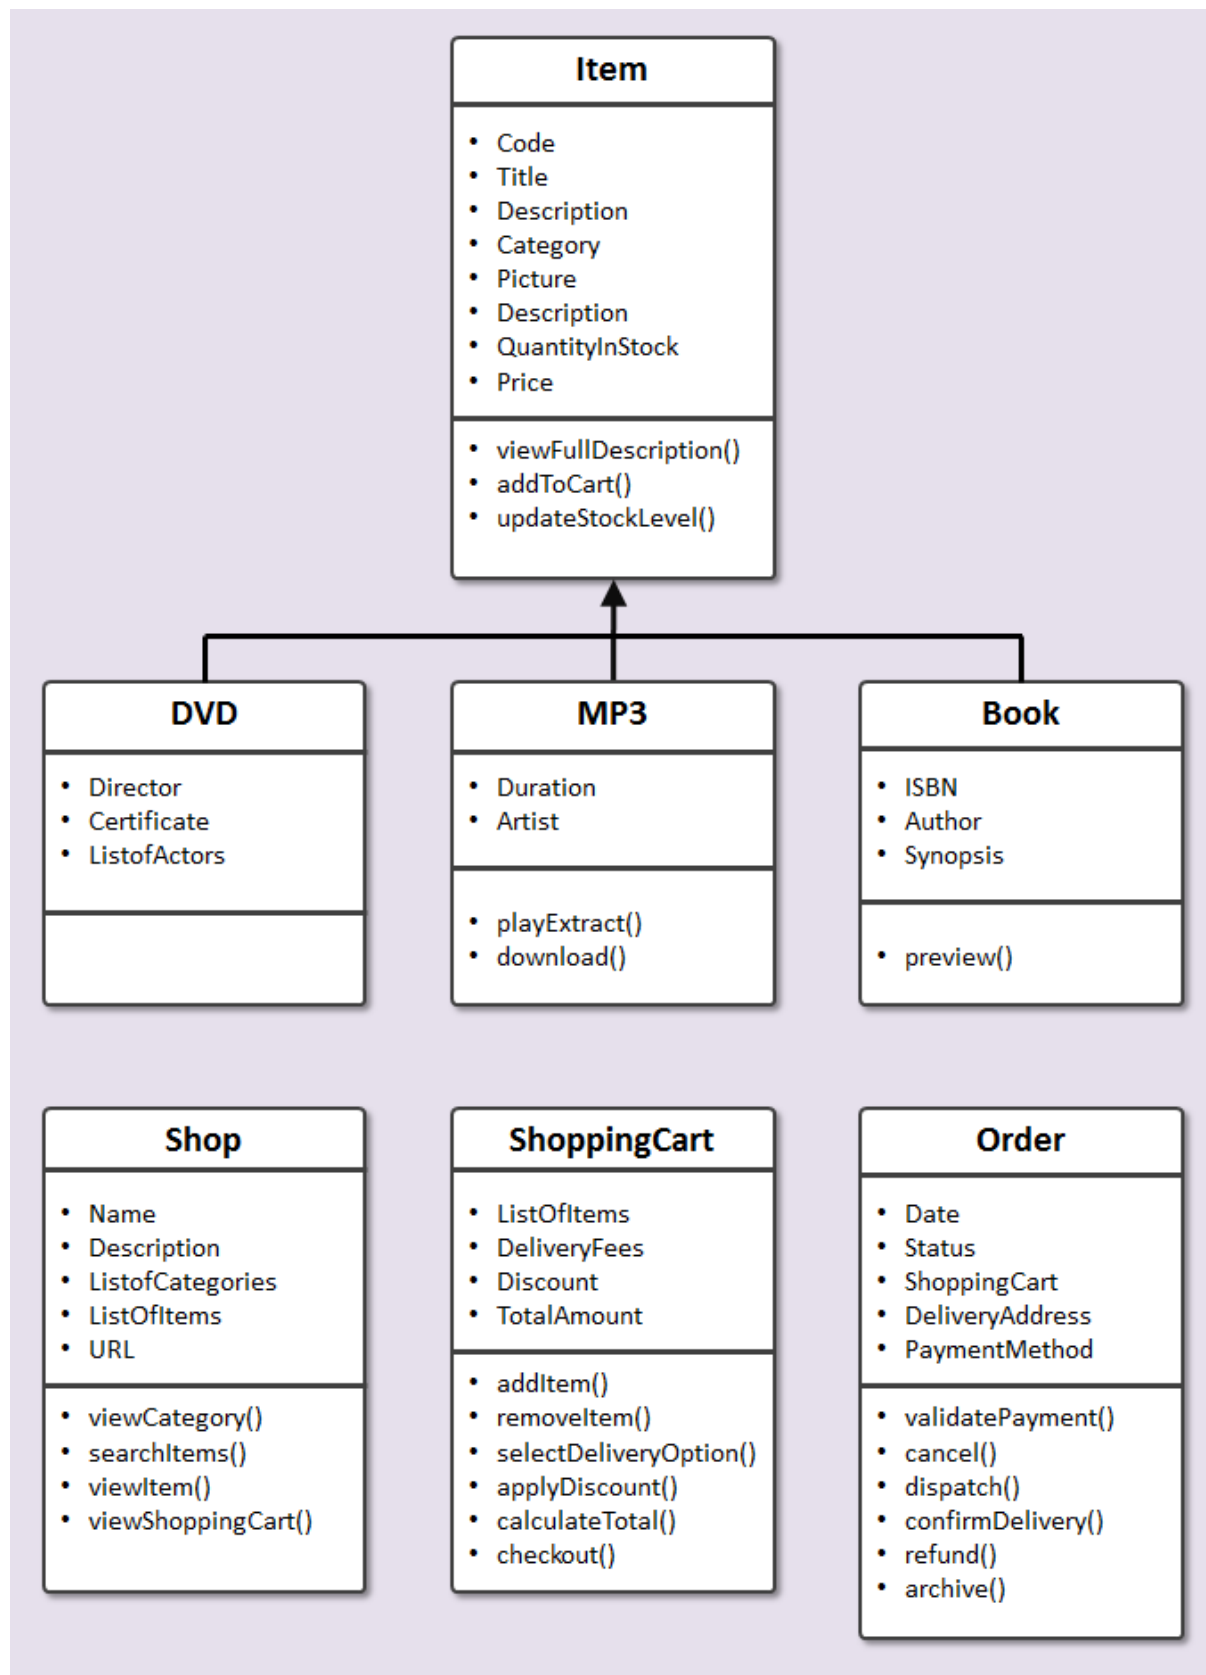 Item
• Code
• Title
• Description
• Category
• Picture
• Description
• QuantityInStock
• Price
• viewFullDescription()
• addToCart()
• updateStockLevel()
DVD
• Director
• Certificate
• ListofActors
MP3
• Duration
• Artist
• playExtract()
• download()
Book
• ISBN
• Author
• Synopsis
• preview()
Shop
• Name
• Description
• ListofCategories
• ListOfItems
• URL
• viewCategory()
• searchItems()
• viewItem()
• viewShoppingCart()
ShoppingCart
• ListOfItems
• DeliveryFees
• Discount
• TotalAmount
• addItem()
• removeItem()
• selectDeliveryOption()
• applyDiscount()
• calculateTotal()
• checkout()
Order
• Date
• Status
• ShoppingCart
• DeliveryAddress
• PaymentMethod
• validatePayment()
• cancel()
• dispatch()
• confirmDelivery()
• refund()
• archive()